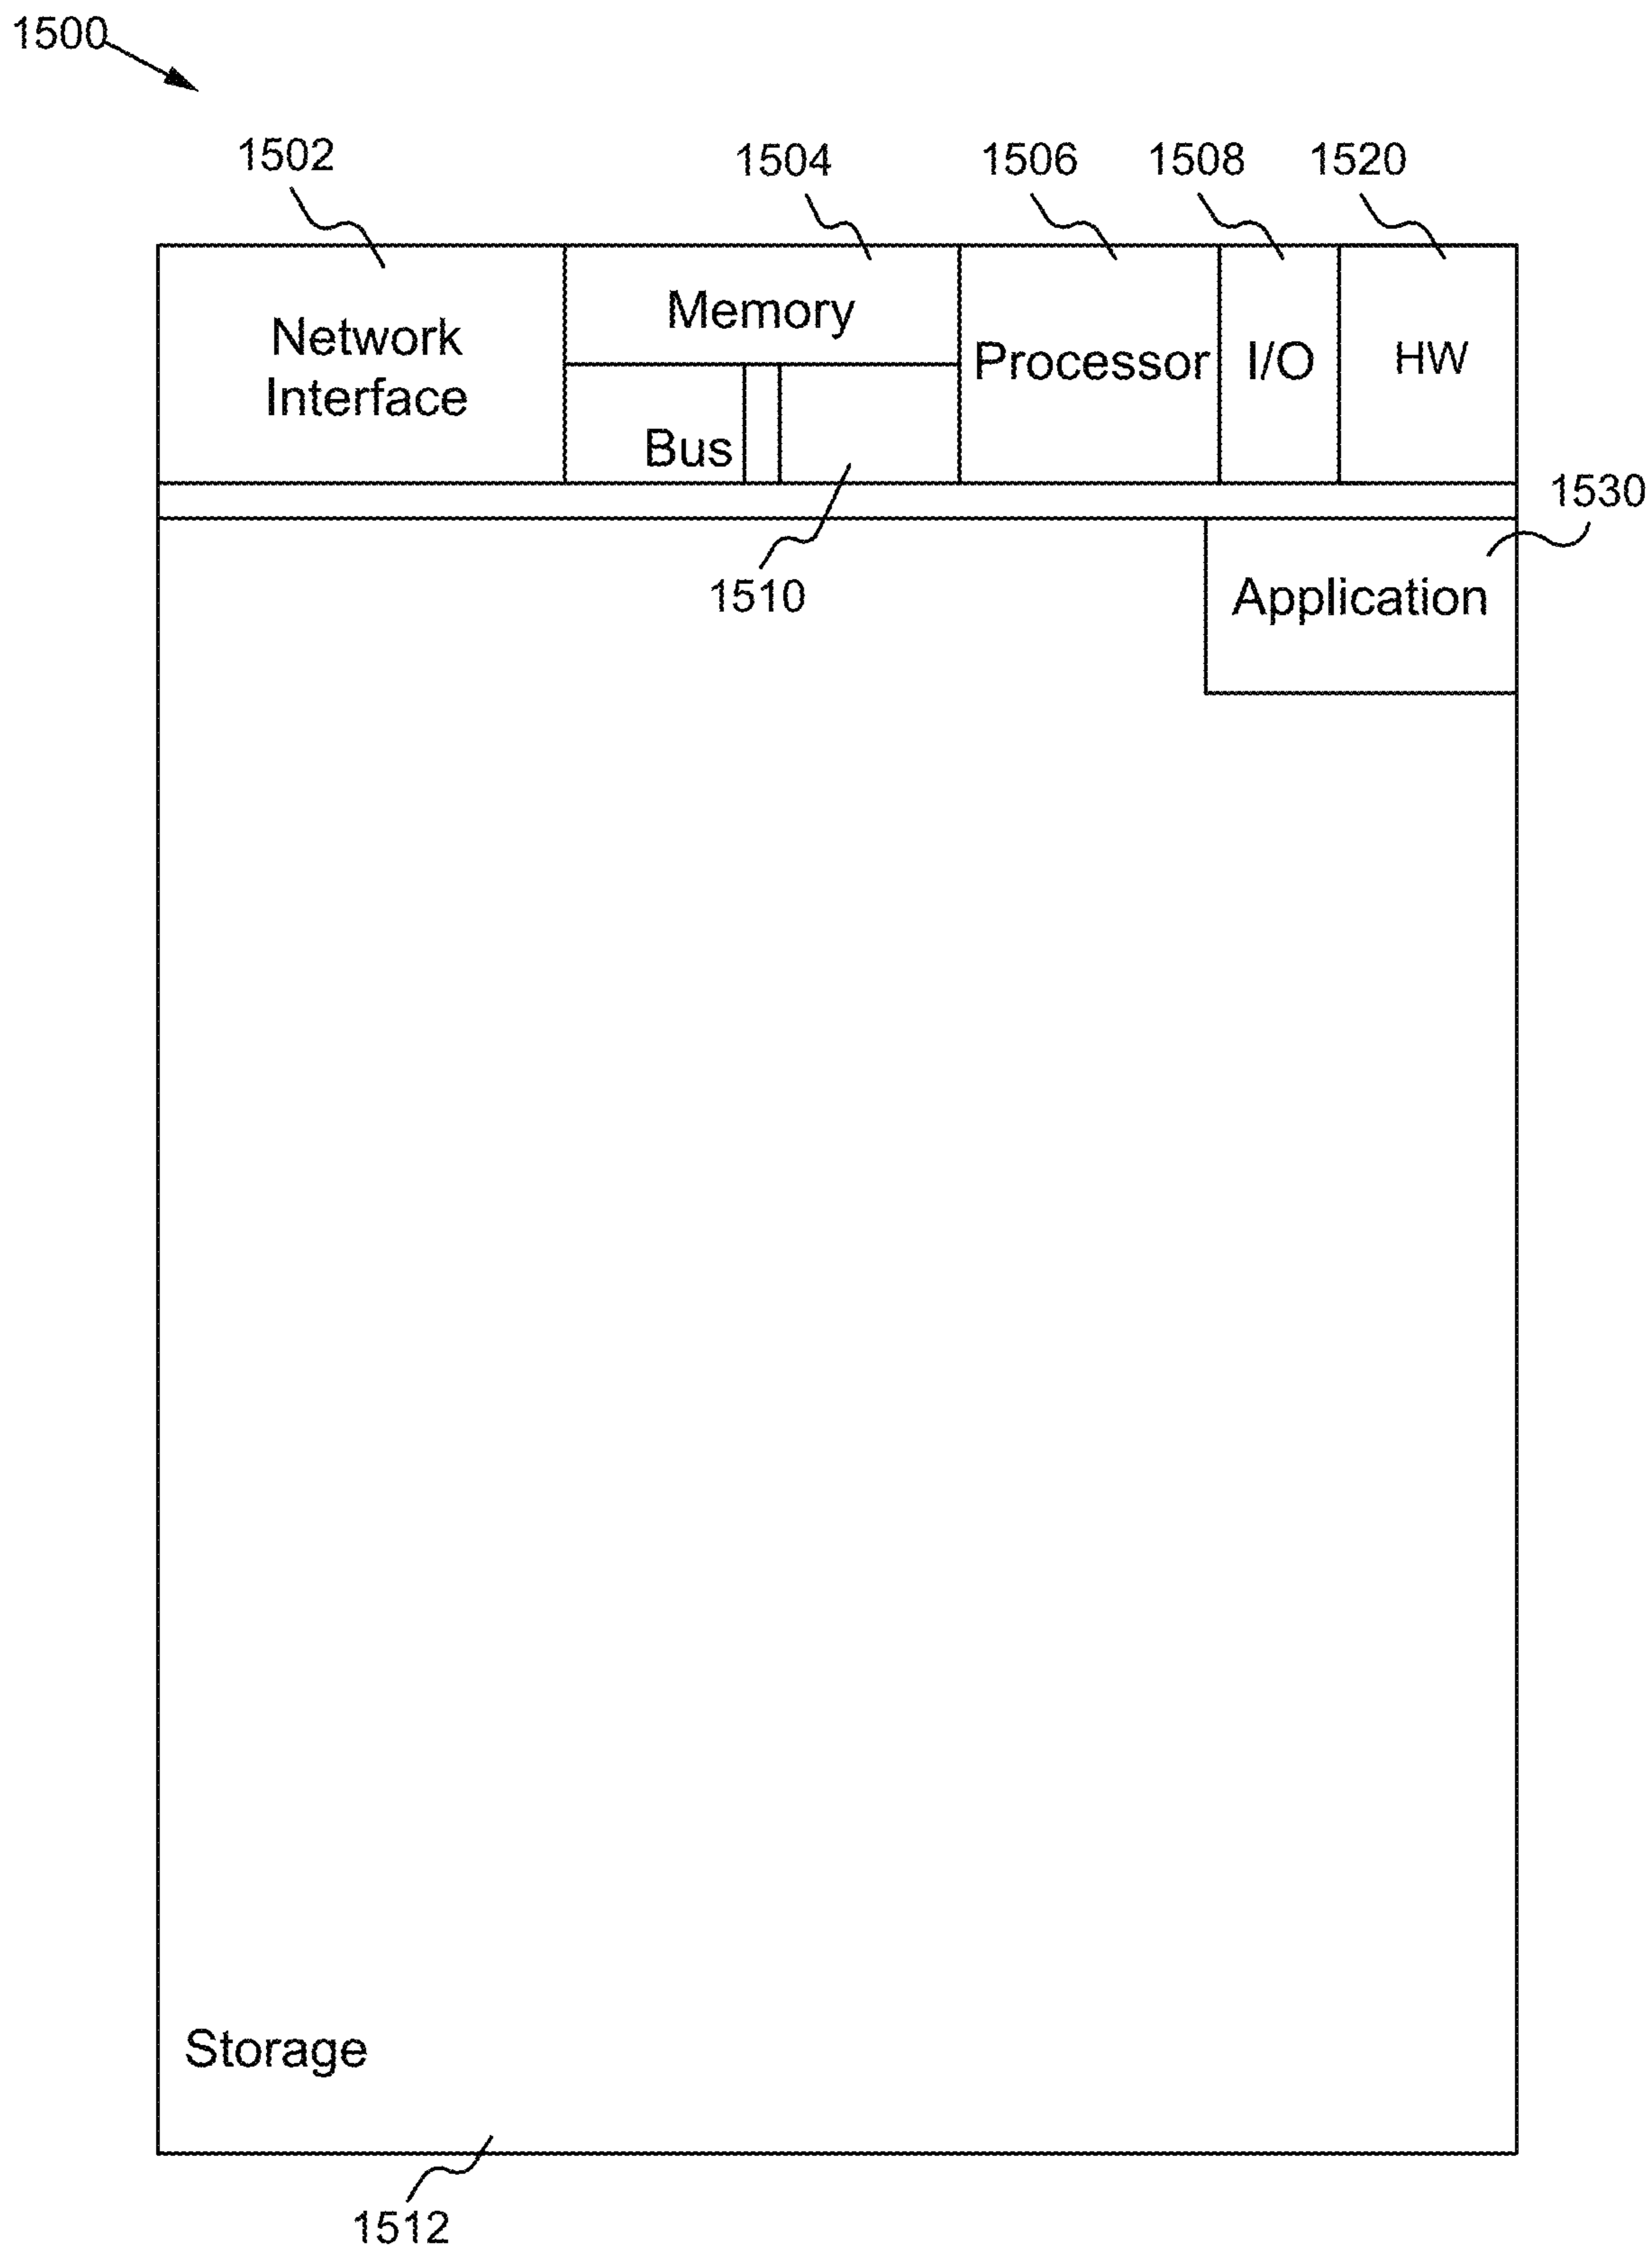 1500
1502
1504
1506
1508
1520
Network
Interface
Memory
Processor
I/O
HW
Bus
1530
1510
Application
Storage
1512